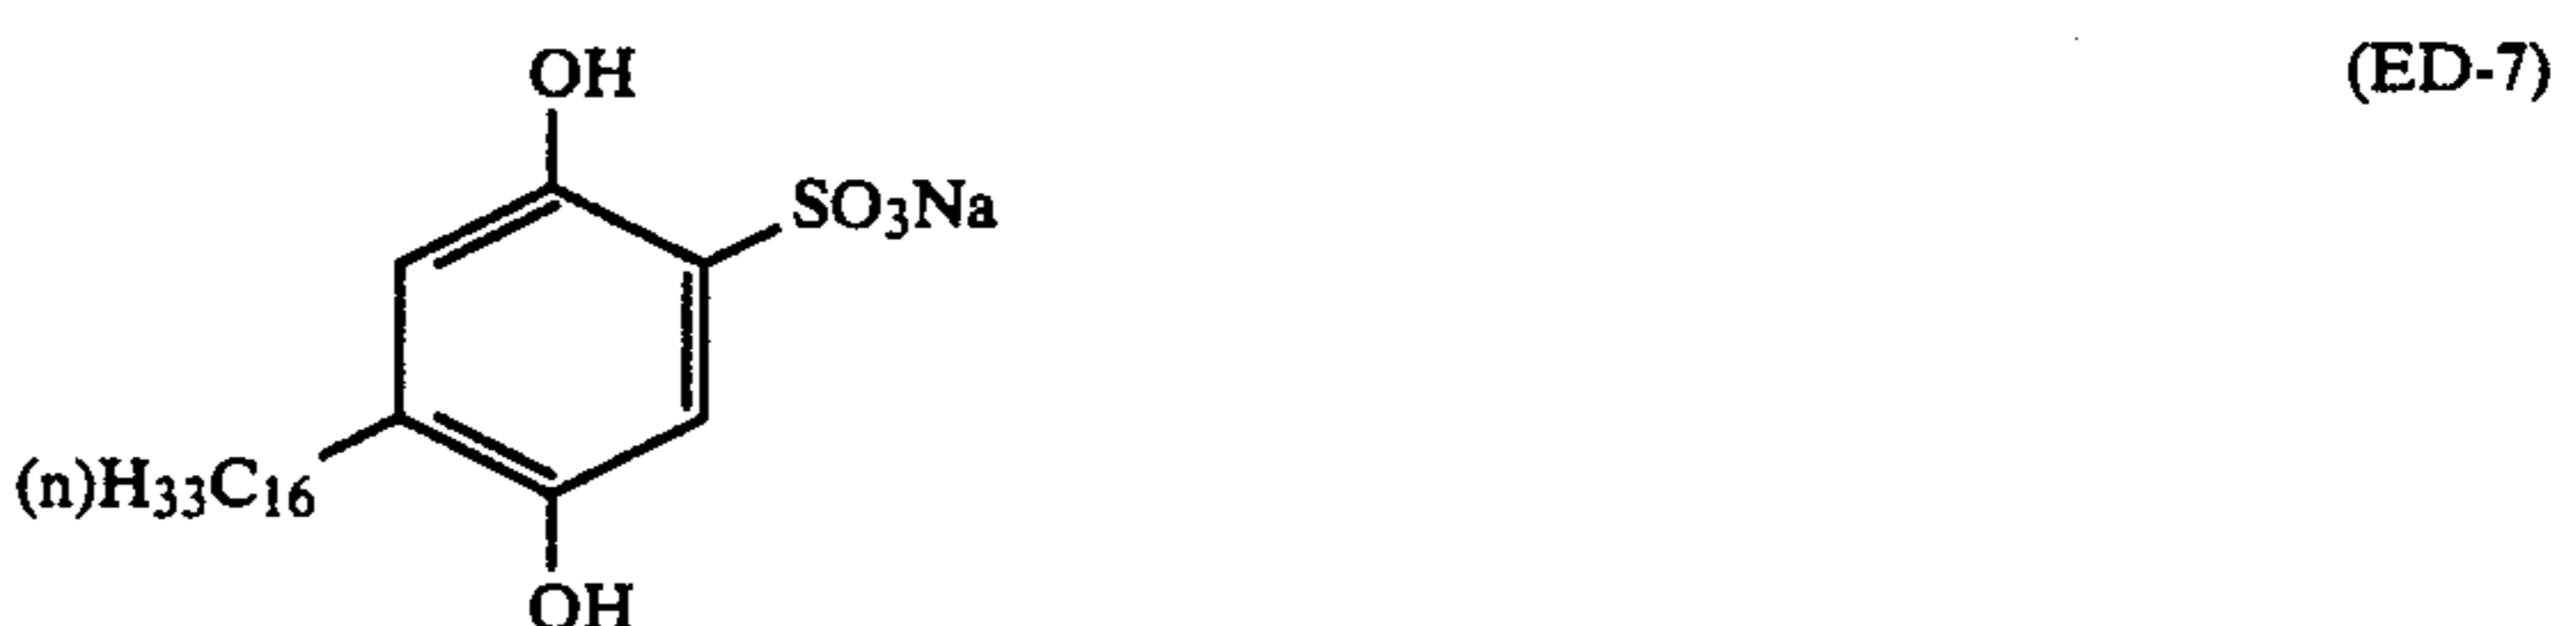 OH
(ED-7)
SO₃Na
(n)H₃₃C₁₆
OH